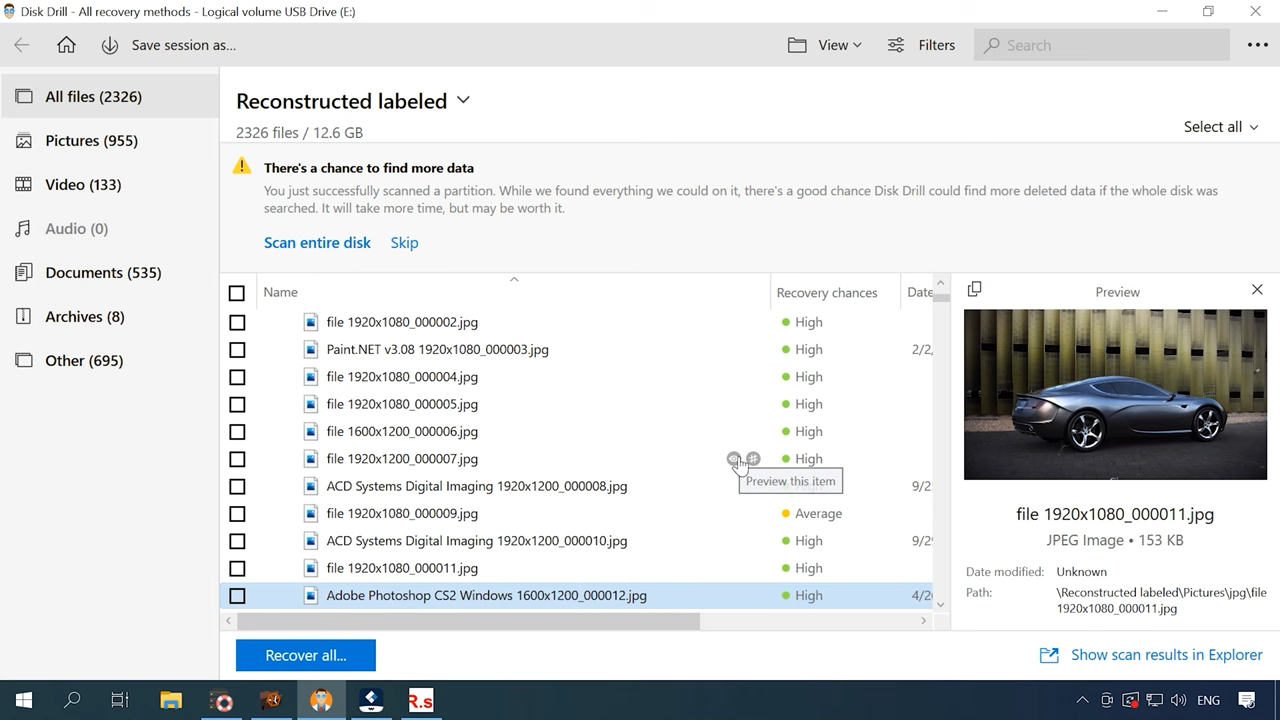 Disk Drill - All recovery methods - Logical volume USB Drive (E:)
Save session as...
View
Filters
Search
All files (2326)
Pictures (955)
Video (133)
Audio (0)
Documents (535)
Archives (8)
Other (695)
Reconstructed labeled
2326 files / 12.6 GB
Select all
There's a chance to find more data
You just successfully scanned a partition. While we found everything we could on it, there's a good chance Disk Drill could find more deleted data if the whole disk was
searched. It will take more time, but may be worth it.
Scan entire disk Skip
Name Recovery chances Date
file 1920x1080_000002.jpg High
Paint.NET v3.08 1920x1080_000003.jpg High 2/2,
file 1920x1080_000004.jpg High
file 1920x1080_000005.jpg High
file 1600x1200_000006.jpg High
file 1920x1200_000007.jpg High
Preview this item
ACD Systems Digital Imaging 1920x1200_000008.jpg 9/2
file 1920x1080_000009.jpg Average
ACD Systems Digital Imaging 1920x1200_000010.jpg High 9/2
file 1920x1080_000011.jpg High
Adobe Photoshop CS2 Windows 1600x1200_000012.jpg High 4/2
Preview
file 1920x1080_000011.jpg
JPEG Image • 153 KB
Date modified: Unknown
Path: \Reconstructed labeled\Pictures\jpg\file
1920x1080_000011.jpg
Recover all...
Show scan results in Explorer
R.s
ENG